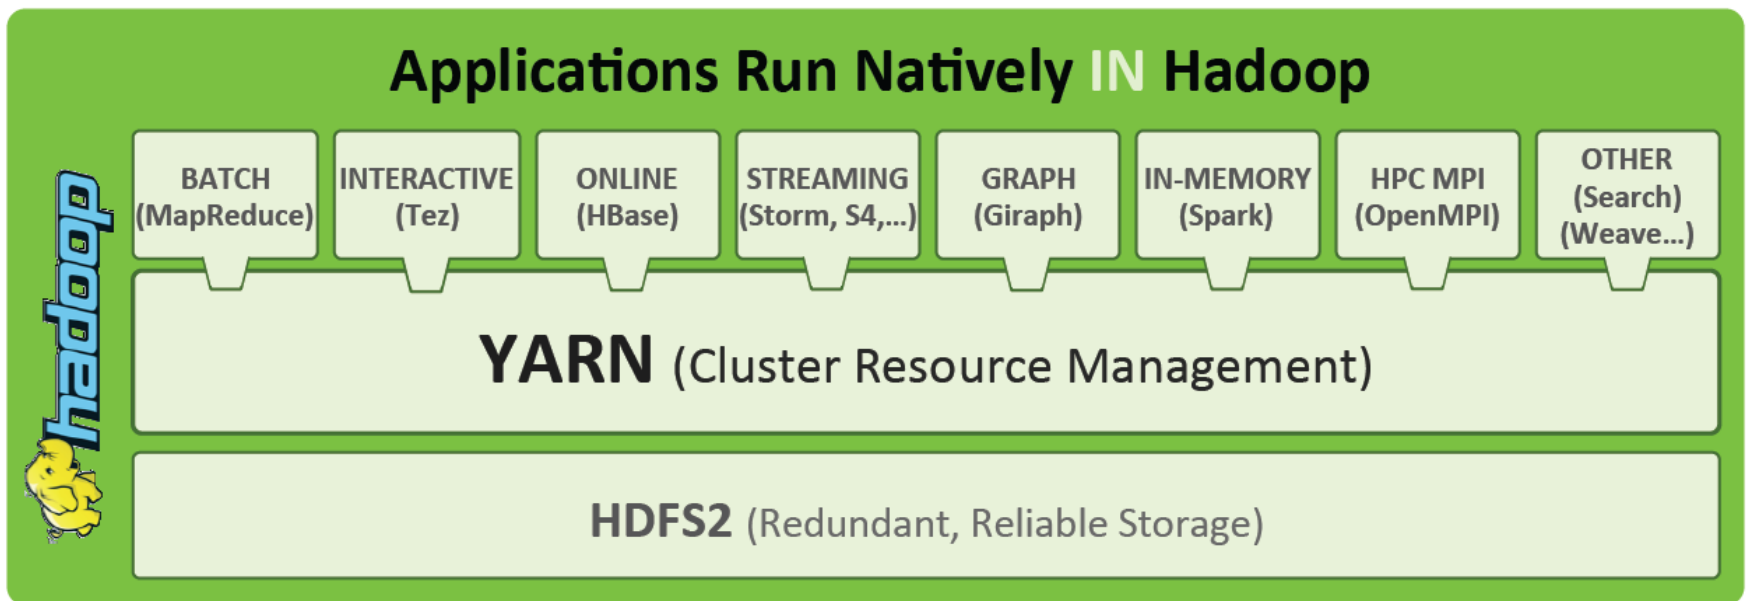 Applications Run Natively IN Hadoop
BATCH
(MapReduce)
INTERACTIVE
(Tez)
ONLINE
(HBase)
STREAMING
(Storm, S4,...)
GRAPH
(Giraph)
IN-MEMORY
(Spark)
HPC MPI
(OpenMPI)
OTHER
(Search)
(Weave...)
hadoop
YARN (Cluster Resource Management)
HDFS2 (Redundant, Reliable Storage)